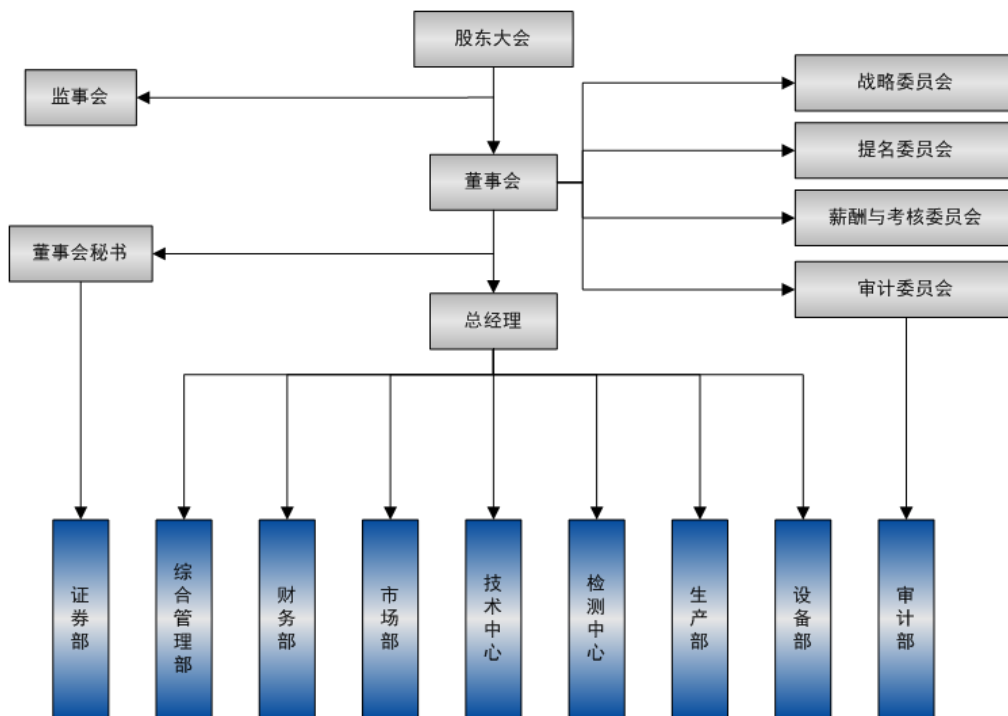 股东大会
监事会
战略委员会
提名委员会
董事会
薪酬与考核委员会
董事会秘书
审计委员会
总经理
证券部
综合管理部
财务部
市场部
技术中心
检测中心
生产部
设备部
审计部